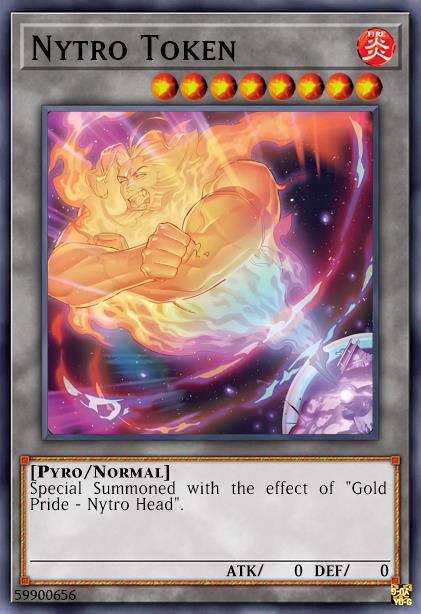 Nytro Token
FIRE
炎
[Pyro/Normal]
Special Summoned with the effect of "Gold
Pride - Nytro Head".
ATK/ 0 DEF/ 0
59900656